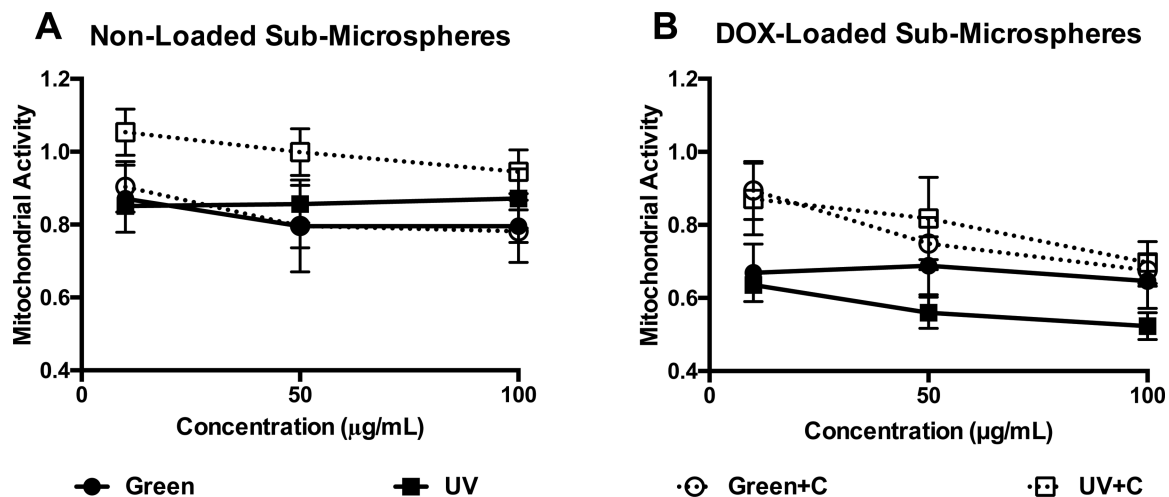 A Non-Loaded Sub-Microspheres
1.2
1.0
0.8
0.6
0.4
Mitochondrial Activity
0 50 100
Concentration (μg/mL)
B DOX-Loaded Sub-Microspheres
1.2
1.0
0.8
0.6
0.4
Mitochondrial Activity
0 50 100
Concentration (μg/mL)
Green UV Green+C UV+C